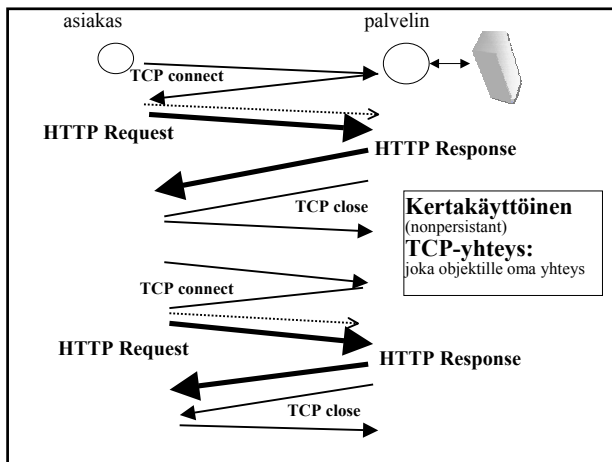 asiakas
palvelin
TCP connect
HTTP Request
HTTP Response
TCP close
Kertakäyttöinen
(nonpersistant)
TCP-yhteys:
joka objektille oma yhteys
TCP connect
HTTP Request
HTTP Response
TCP close